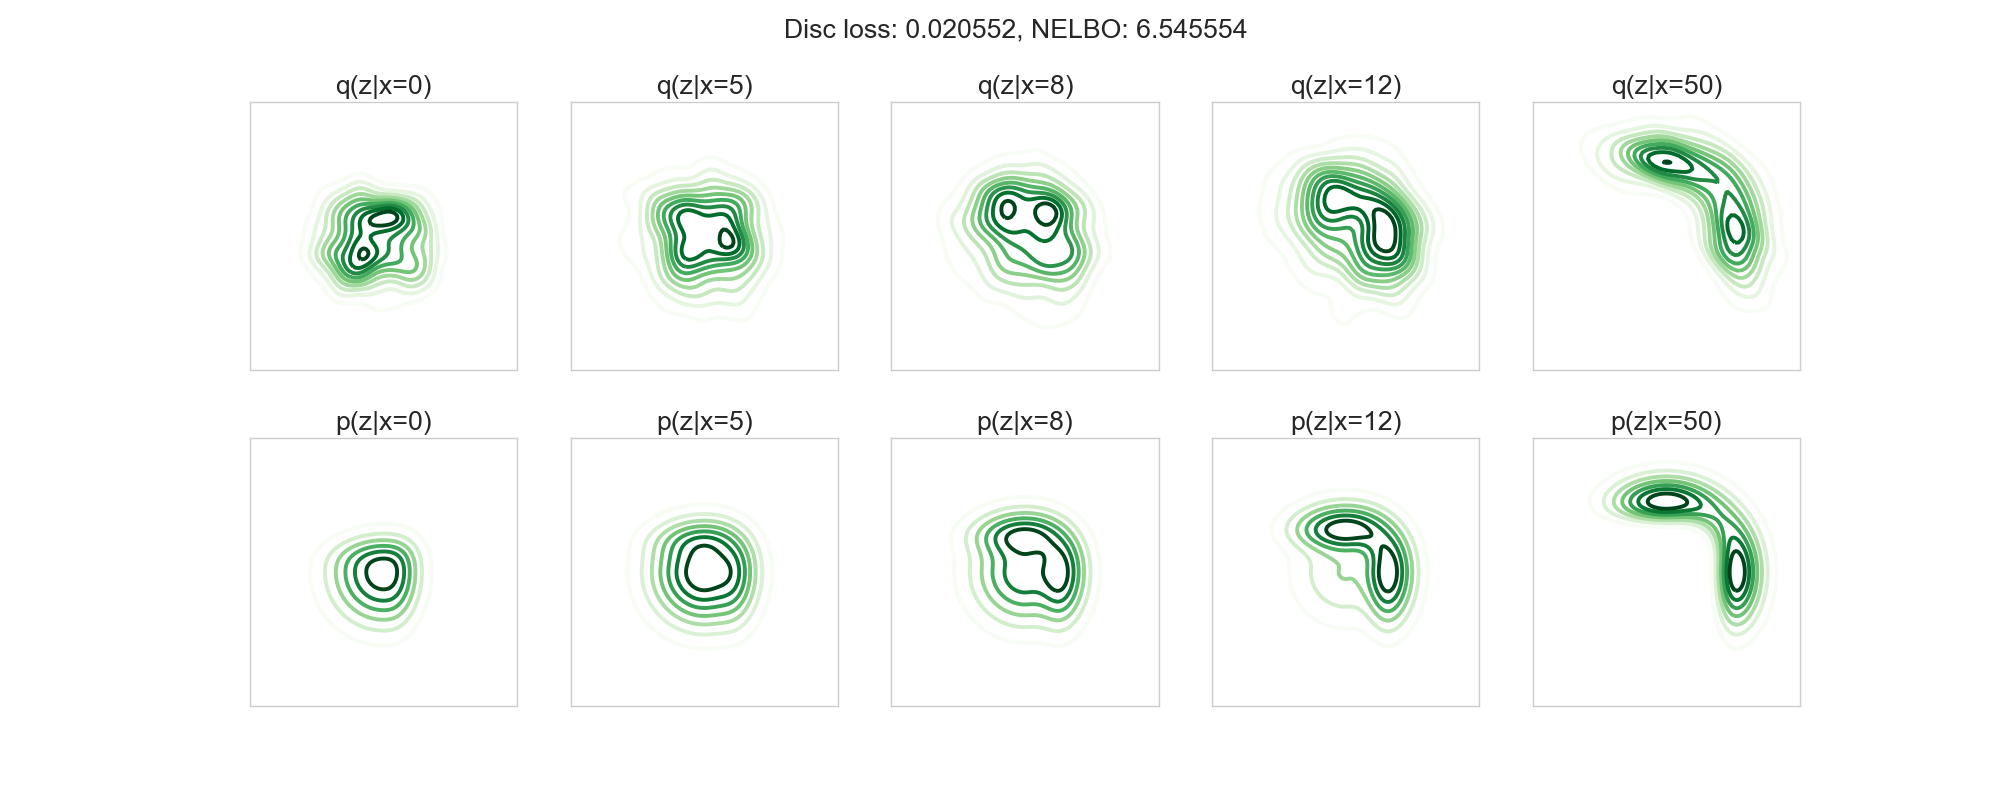 Disc loss: 0.020552, NELBO: 6.545554
q(z|x=0) q(z|x=5) q(z|x=8) q(z|x=12) q(z|x=50)
p(z|x=0) p(z|x=5) p(z|x=8) p(z|x=12) p(z|x=50)